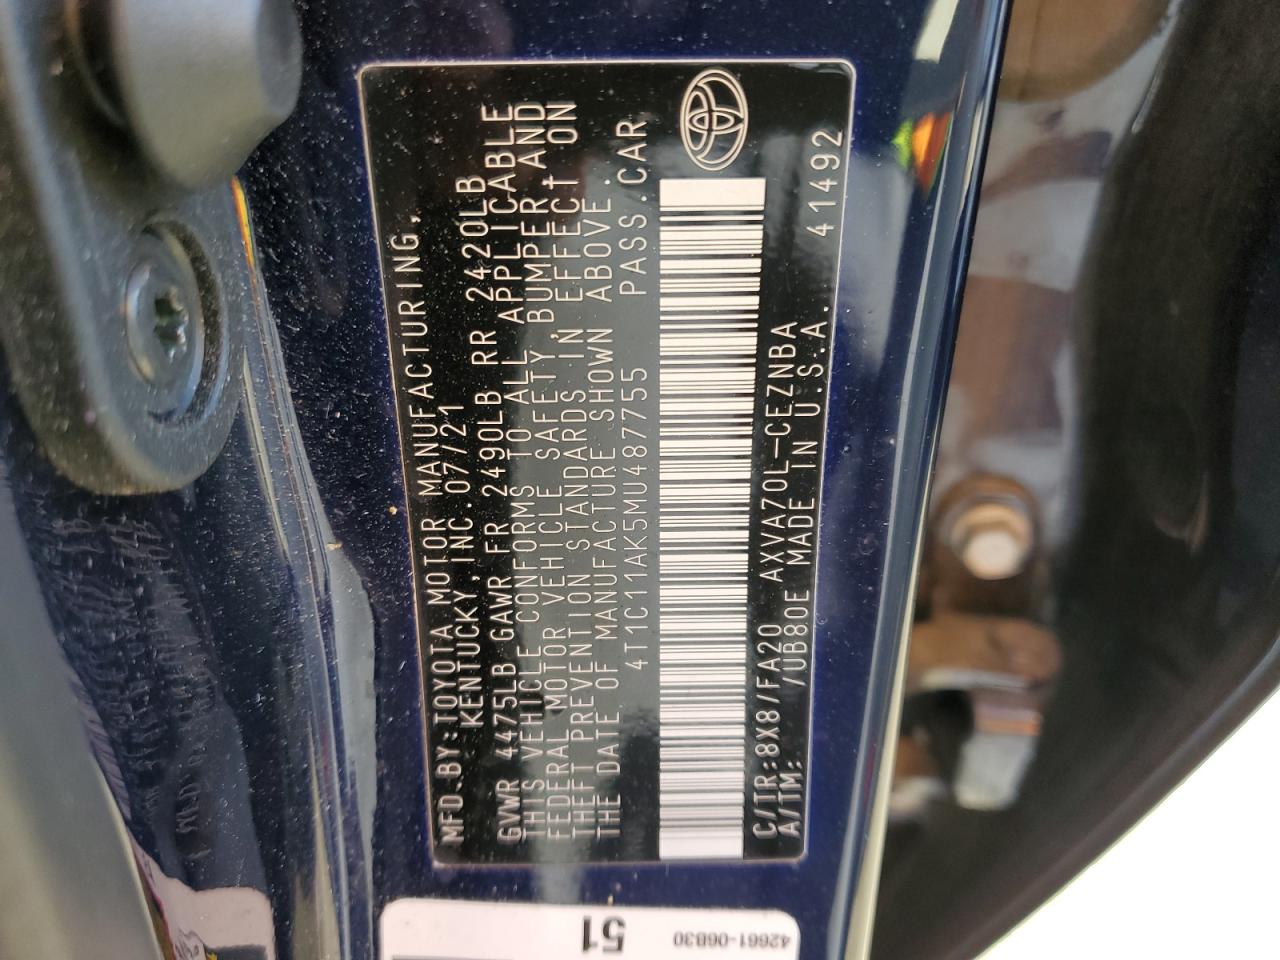 MFD.BY:TOYOTA MOTOR MANUFACTURING,
KENTUCKY, INC. 07/21
GVWR 4475LB GAWR FR 2490LB RR 2420LB
THIS VEHICLE CONFORMS TO ALL APPLICABLE
FEDERAL MOTOR VEHICLE SAFETY, BUMPER AND
THEFT PREVENTION STANDARDS IN EFFECT ON
THE DATE OF MANUFACTURE SHOWN ABOVE.
4T1C11AK5MU487755 PASS.CAR
C/TR:8X8/FA20 AXVA70L-CEZNBA
A/TM: /UB80E MADE IN U.S.A. 41492
51
42661-06B30